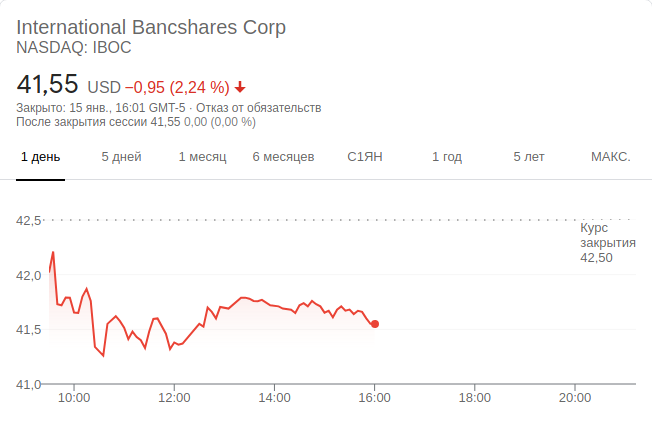 International Bancshares Corp
NASDAQ: IBOC
41,55 USD −0,95 (2,24 %)
Закрыто: 15 янв., 16:01 GMT-5 · Отказ от обязательств
После закрытия сессии 41,55 0,00 (0,00 %)
1 день 5 дней 1 месяц 6 месяцев С1ЯН 1 год 5 лет МАКС.
42,5
Курс
закрытия
42,50
42,0
41,5
41,0
10:00 12:00 14:00 16:00 18:00 20:00